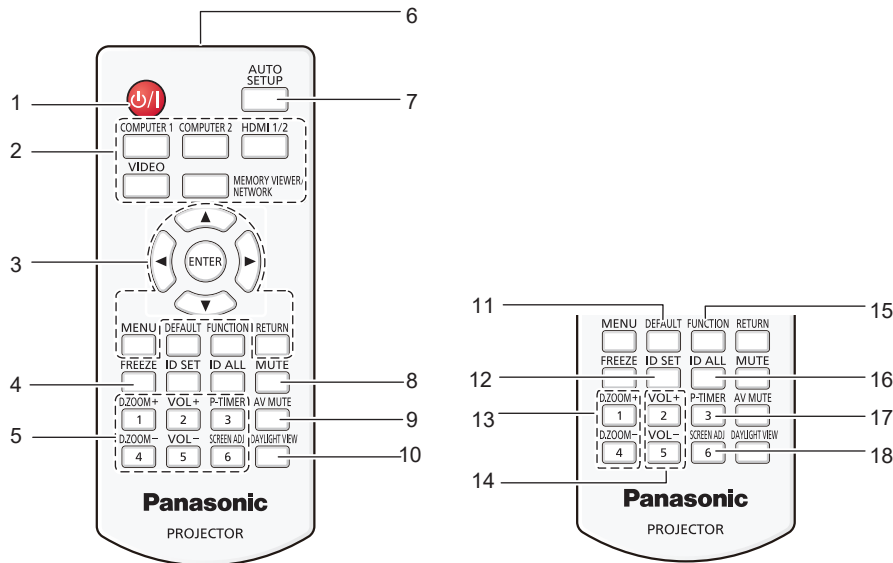 6
AUTO
SETUP
1
⏻/I
7
COMPUTER 1 COMPUTER 2 HDMI 1/2
2
VIDEO
MEMORY VIEWER/
NETWORK
3
ENTER
MENU DEFAULT FUNCTION RETURN
FREEZE ID SET ID ALL MUTE
4
8
D.ZOOM+ VOL+ P-TIMER AV MUTE
1 2 3
9
5
D.ZOOM− VOL− SCREEN ADJ DAYLIGHT VIEW
4 5 6
10
Panasonic
PROJECTOR
11
15
MENU DEFAULT FUNCTION RETURN
FREEZE ID SET ID ALL MUTE
12
16
D.ZOOM+ VOL+ P-TIMER AV MUTE
13
1 2 3
17
D.ZOOM− VOL− SCREEN ADJ DAYLIGHT VIEW
4 5 6
18
14
Panasonic
PROJECTOR